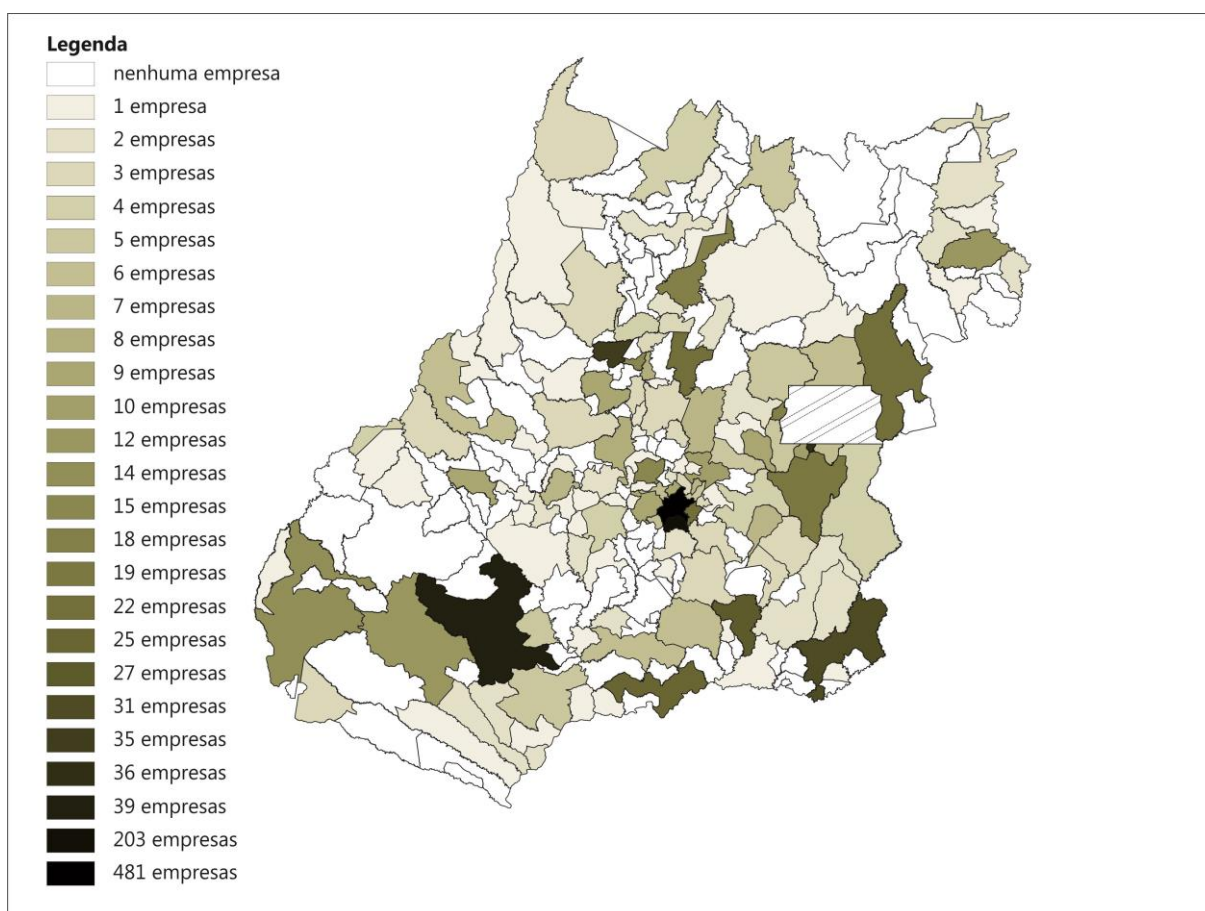 Legenda
nenhuma empresa
1 empresa
2 empresas
3 empresas
4 empresas
5 empresas
6 empresas
7 empresas
8 empresas
9 empresas
10 empresas
12 empresas
14 empresas
15 empresas
18 empresas
19 empresas
22 empresas
25 empresas
27 empresas
31 empresas
35 empresas
36 empresas
39 empresas
203 empresas
481 empresas